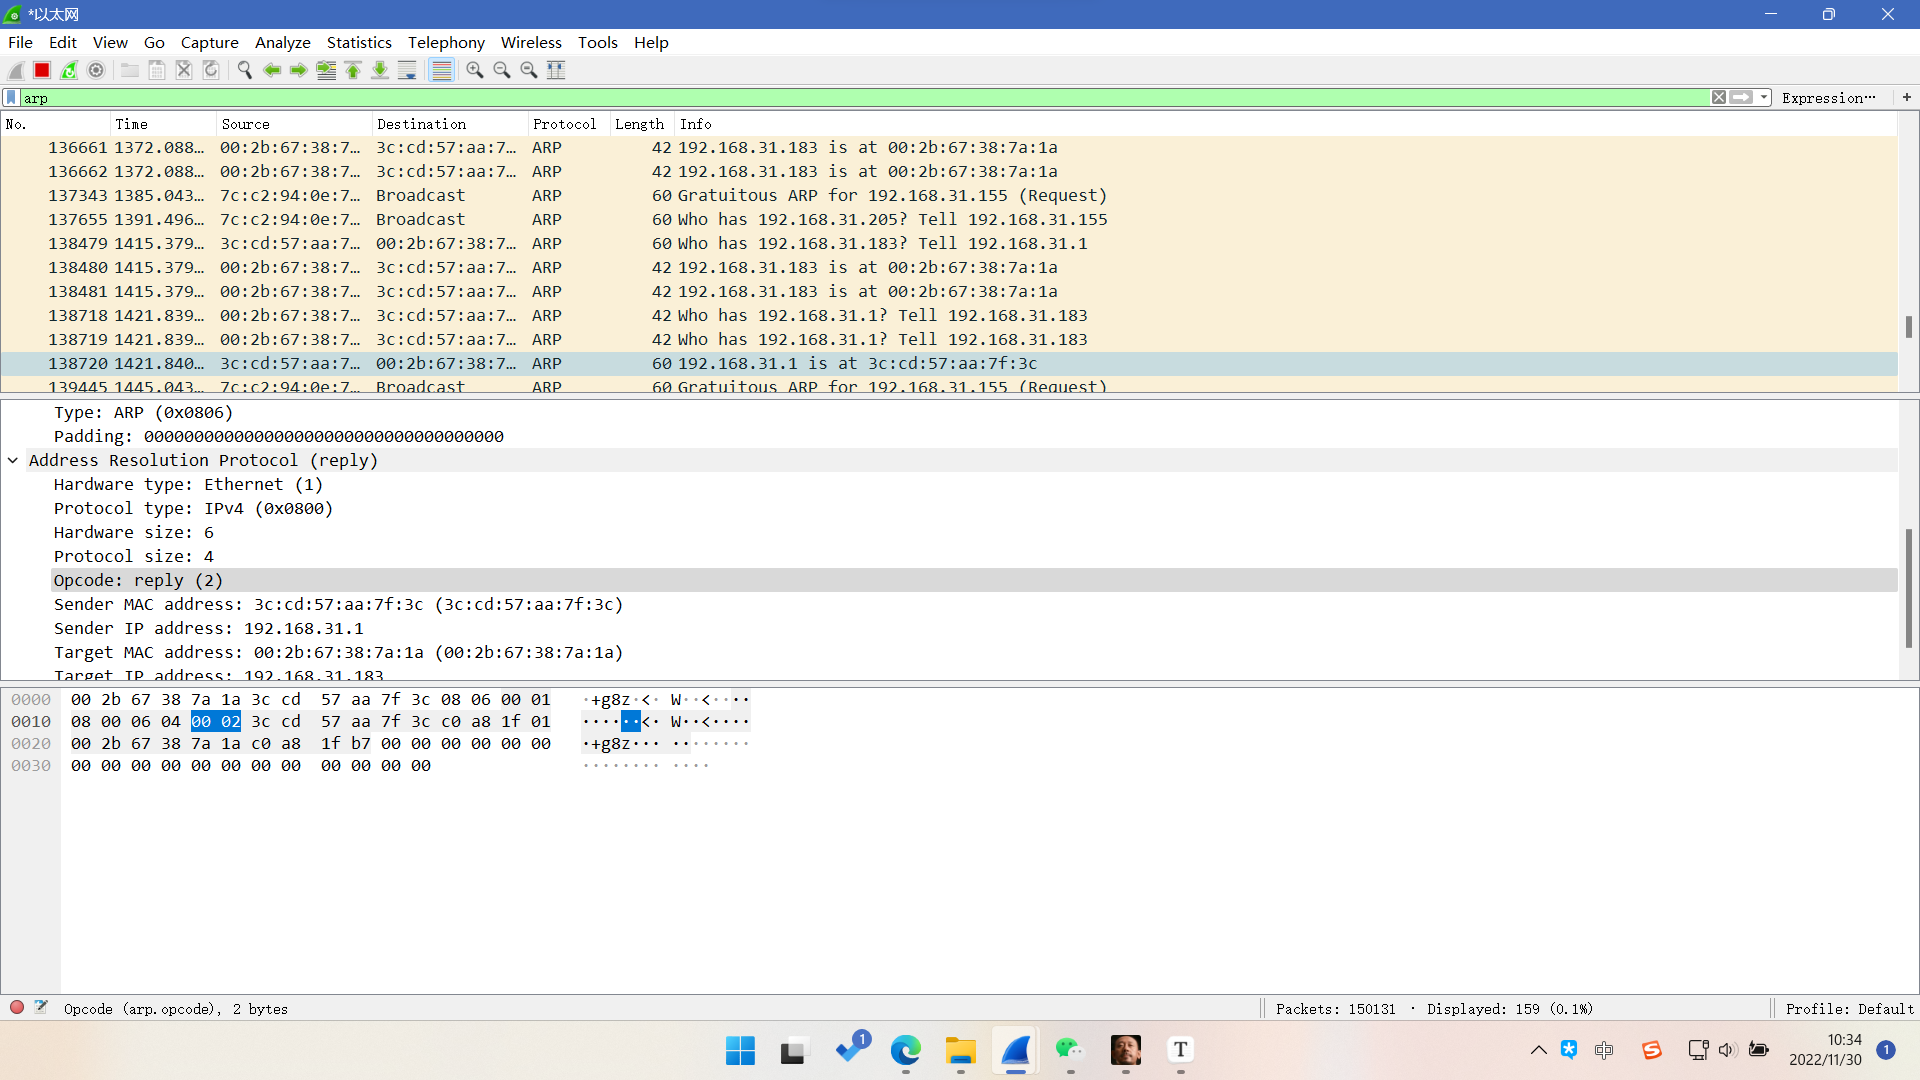 *以太网
File Edit View Go Capture Analyze Statistics Telephony Wireless Tools Help
arp
Expression…
+
No. Time Source Destination Protocol Length Info
136661 1372.088… 00:2b:67:38:7… 3c:cd:57:aa:7… ARP 42 192.168.31.183 is at 00:2b:67:38:7a:1a
136662 1372.088… 00:2b:67:38:7… 3c:cd:57:aa:7… ARP 42 192.168.31.183 is at 00:2b:67:38:7a:1a
137343 1385.043… 7c:c2:94:0e:7… Broadcast ARP 60 Gratuitous ARP for 192.168.31.155 (Request)
137655 1391.496… 7c:c2:94:0e:7… Broadcast ARP 60 Who has 192.168.31.205? Tell 192.168.31.155
138479 1415.379… 3c:cd:57:aa:7… 00:2b:67:38:7… ARP 60 Who has 192.168.31.183? Tell 192.168.31.1
138480 1415.379… 00:2b:67:38:7… 3c:cd:57:aa:7… ARP 42 192.168.31.183 is at 00:2b:67:38:7a:1a
138481 1415.379… 00:2b:67:38:7… 3c:cd:57:aa:7… ARP 42 192.168.31.183 is at 00:2b:67:38:7a:1a
138718 1421.839… 00:2b:67:38:7… 3c:cd:57:aa:7… ARP 42 Who has 192.168.31.1? Tell 192.168.31.183
138719 1421.839… 00:2b:67:38:7… 3c:cd:57:aa:7… ARP 42 Who has 192.168.31.1? Tell 192.168.31.183
138720 1421.840… 3c:cd:57:aa:7… 00:2b:67:38:7… ARP 60 192.168.31.1 is at 3c:cd:57:aa:7f:3c
139445 1445.043… 7c:c2:94:0e:7… Broadcast ARP 60 Gratuitous ARP for 192.168.31.155 (Request)
Type: ARP (0x0806)
Padding: 000000000000000000000000000000000000
Address Resolution Protocol (reply)
Hardware type: Ethernet (1)
Protocol type: IPv4 (0x0800)
Hardware size: 6
Protocol size: 4
Opcode: reply (2)
Sender MAC address: 3c:cd:57:aa:7f:3c (3c:cd:57:aa:7f:3c)
Sender IP address: 192.168.31.1
Target MAC address: 00:2b:67:38:7a:1a (00:2b:67:38:7a:1a)
Target IP address: 192.168.31.183
0000 00 2b 67 38 7a 1a 3c cd 57 aa 7f 3c 08 06 00 01 ·+g8z·<· W··<····
0010 08 00 06 04 00 02 3c cd 57 aa 7f 3c c0 a8 1f 01 ······<· W··<····
0020 00 2b 67 38 7a 1a c0 a8 1f b7 00 00 00 00 00 00 ·+g8z··· ········
0030 00 00 00 00 00 00 00 00 00 00 00 00 ········ ····
Opcode (arp.opcode), 2 bytes
Packets: 150131 · Displayed: 159 (0.1%)
Profile: Default
1
T
中
S
10:34
2022/11/30
1